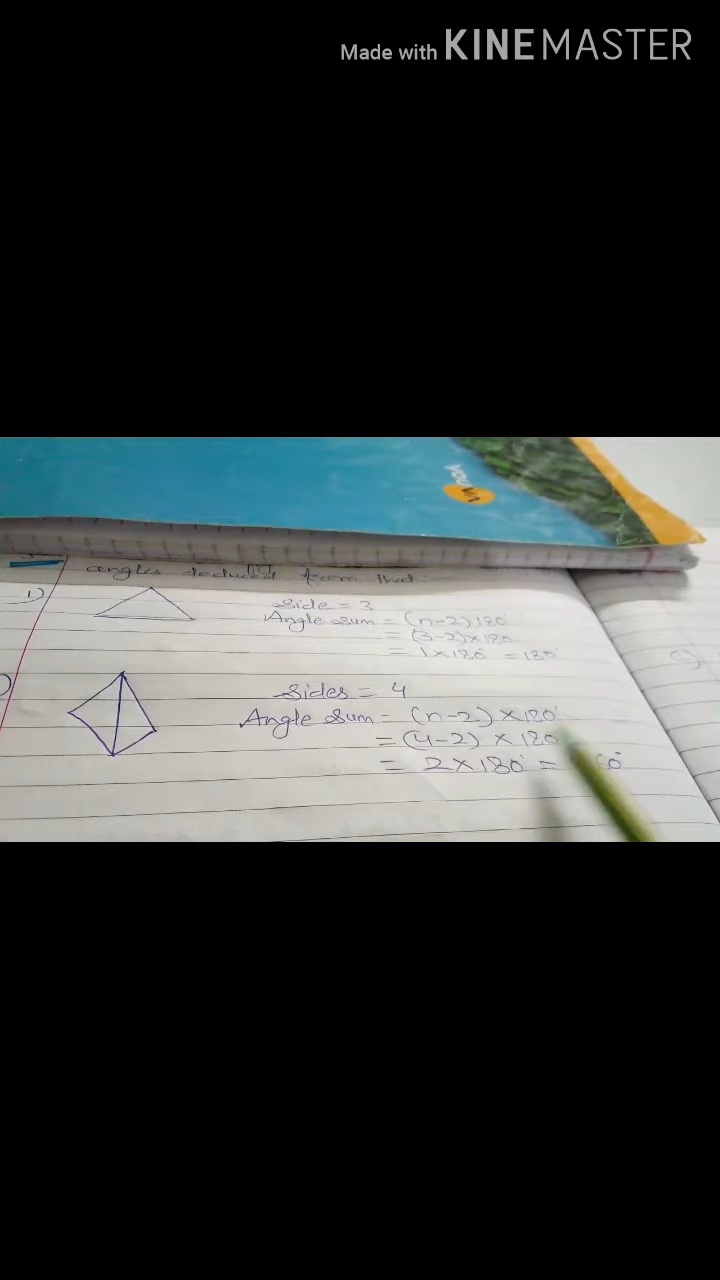 Made with KINEMASTER
angles deduced from that:
1)
Side = 3
Angle sum = (n-2) 180°
= (3-2) × 180°
= 1 × 180° = 180°
Sides = 4
Angle sum = (n-2) × 180°
= (4-2) × 180
= 2 × 180° = 60°